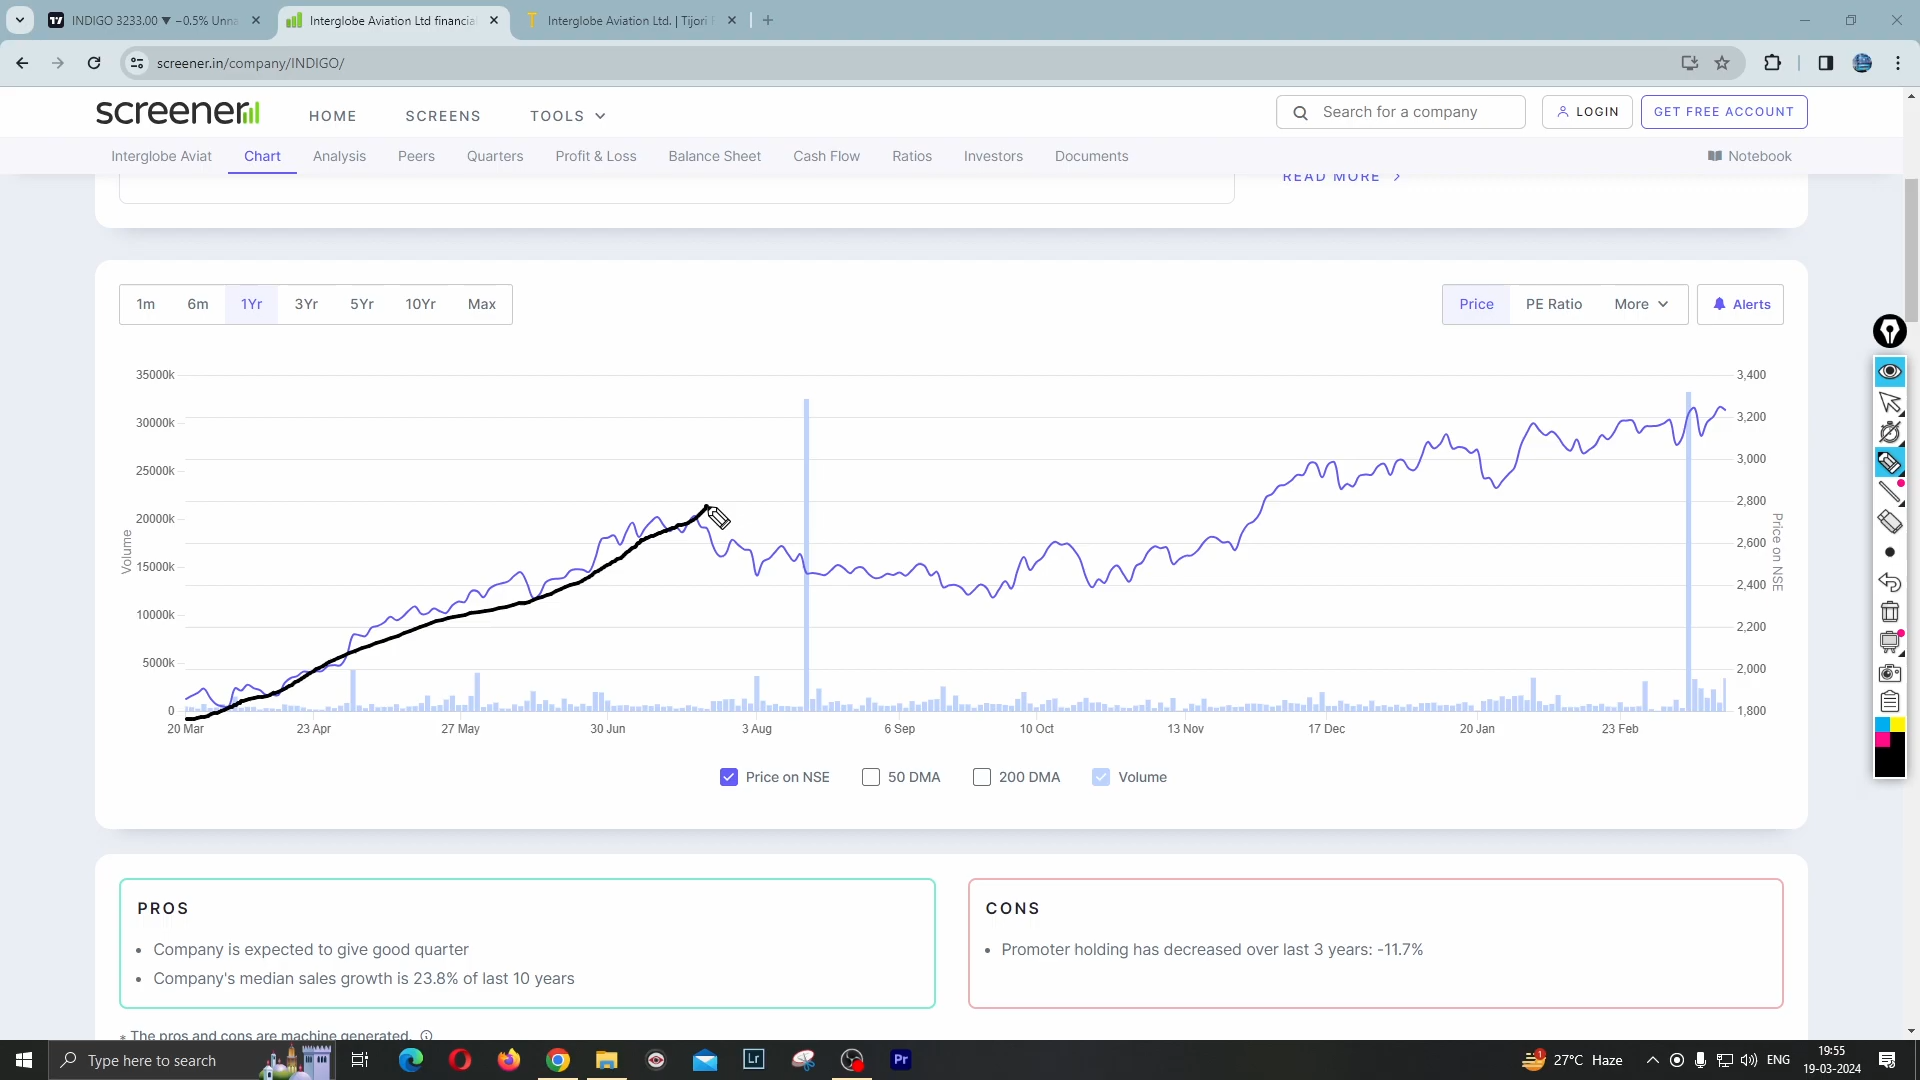 INDIGO 3233.00 ▼ −0.5% Unna
Interglobe Aviation Ltd financia
Interglobe Aviation Ltd. | Tijori F
screener.in/company/INDIGO/
screener
HOME
SCREENS
TOOLS
Search for a company
LOGIN
GET FREE ACCOUNT
Interglobe Aviat
Chart
Analysis
Peers
Quarters
Profit & Loss
Balance Sheet
Cash Flow
Ratios
Investors
Documents
Notebook
READ MORE
1m 6m 1Yr 3Yr 5Yr 10Yr Max
Price PE Ratio More
Alerts
35000k
30000k
25000k
20000k
15000k
10000k
5000k
0
Volume
3,400
3,200
3,000
2,800
2,600
2,400
2,200
2,000
1,800
Price on NSE
20 Mar 23 Apr 27 May 30 Jun 3 Aug 6 Sep 10 Oct 13 Nov 17 Dec 20 Jan 23 Feb
Price on NSE 50 DMA 200 DMA Volume
PROS
• Company is expected to give good quarter
• Company's median sales growth is 23.8% of last 10 years
CONS
• Promoter holding has decreased over last 3 years: -11.7%
* The pros and cons are machine generated.
Type here to search
Lrc
Pr
1
27°C Haze
ENG
19:55
19-03-2024